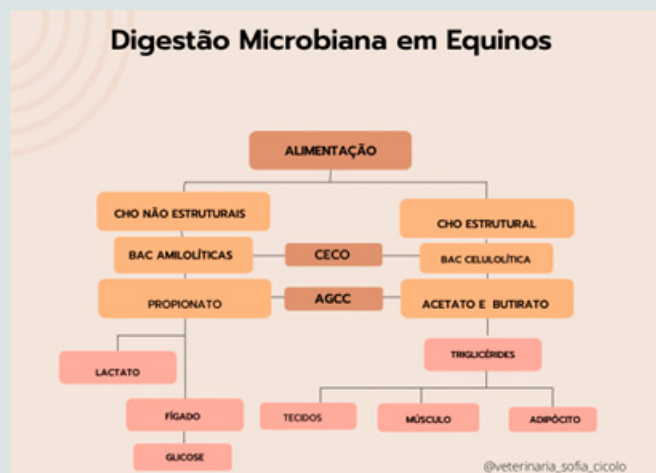 Digestão Microbiana em Equinos
ALIMENTAÇÃO
CHO NÃO ESTRUTURAIS
CHO ESTRUTURAL
BAC AMILOLÍTICAS
CECO
BAC CELULOLÍTICA
PROPIONATO
AGCC
ACETATO E BUTIRATO
TRIGLICÉRIDES
LACTATO
FÍGADO
TECIDOS
MÚSCULO
ADIPÓCITO
GLICOSE
@veterinaria_sofia_cicolo